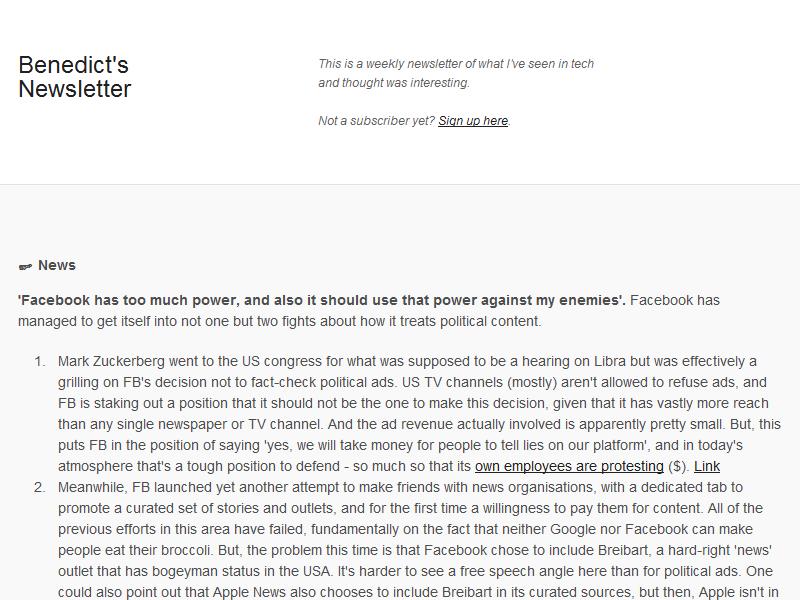 Benedict's
Newsletter
This is a weekly newsletter of what I've seen in tech
and thought was interesting.
Not a subscriber yet? Sign up here.
News
'Facebook has too much power, and also it should use that power against my enemies'. Facebook has
managed to get itself into not one but two fights about how it treats political content.
1. Mark Zuckerberg went to the US congress for what was supposed to be a hearing on Libra but was effectively a
grilling on FB's decision not to fact-check political ads. US TV channels (mostly) aren't allowed to refuse ads, and
FB is staking out a position that it should not be the one to make this decision, given that it has vastly more reach
than any single newspaper or TV channel. And the ad revenue actually involved is apparently pretty small. But, this
puts FB in the position of saying 'yes, we will take money for people to tell lies on our platform', and in today's
atmosphere that's a tough position to defend - so much so that its own employees are protesting ($). Link
2. Meanwhile, FB launched yet another attempt to make friends with news organisations, with a dedicated tab to
promote a curated set of stories and outlets, and for the first time a willingness to pay them for content. All of the
previous efforts in this area have failed, fundamentally on the fact that neither Google nor Facebook can make
people eat their broccoli. But, the problem this time is that Facebook chose to include Breibart, a hard-right 'news'
outlet that has bogeyman status in the USA. It's harder to see a free speech angle here than for political ads. One
could also point out that Apple News also chooses to include Breibart in its curated sources, but then, Apple isn't in